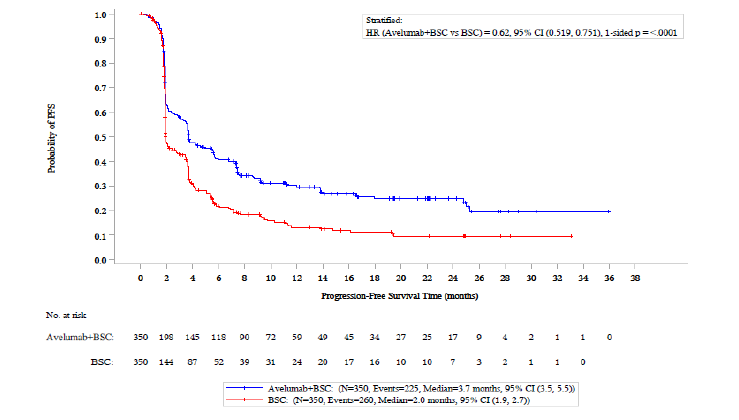 Stratified:
HR (Avelumab+BSC vs BSC) = 0.62, 95% CI (0.519, 0.751), 1-sided p = <.0001
1.0
0.9
0.8
0.7
0.6
0.5
0.4
0.3
0.2
0.1
0.0
Probability of PFS
0 2 4 6 8 10 12 14 16 18 20 22 24 26 28 30 32 34 36 38
Progression-Free Survival Time (months)
No. at risk
Avelumab+BSC: 350 198 145 118 90 72 59 49 45 34 27 25 17 9 4 2 1 1 0
BSC: 350 144 87 52 39 31 24 20 17 16 10 10 7 3 2 1 1 0
Avelumab+BSC: (N=350, Events=225, Median=3.7 months, 95% CI (3.5, 5.5))
BSC: (N=350, Events=260, Median=2.0 months, 95% CI (1.9, 2.7))